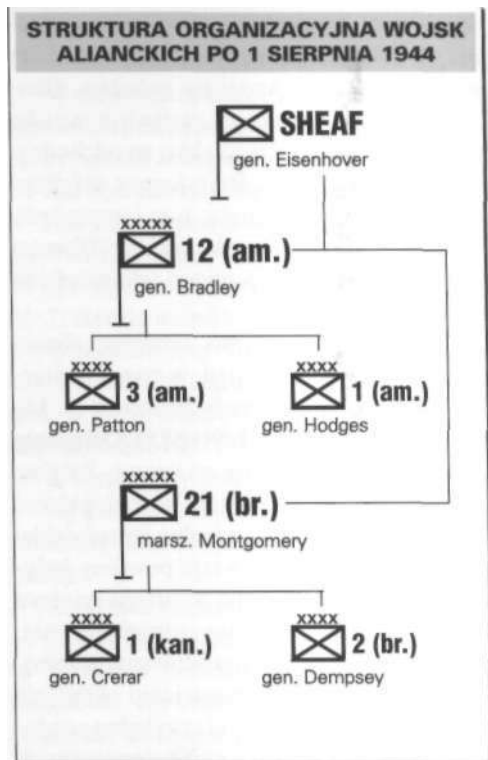 STRUKTURA ORGANIZACYJNA WOJSK
ALIANCKICH PO 1 SIERPNIA 1944
SHEAF
gen. Eisenhover
xxxxx
12 (am.)
gen. Bradley
xxxx
3 (am.)
gen. Patton
xxxx
1 (am.)
gen. Hodges
xxxxx
21 (br.)
marsz. Montgomery
xxxx
1 (kan.)
gen. Crerar
xxxx
2 (br.)
gen. Dempsey